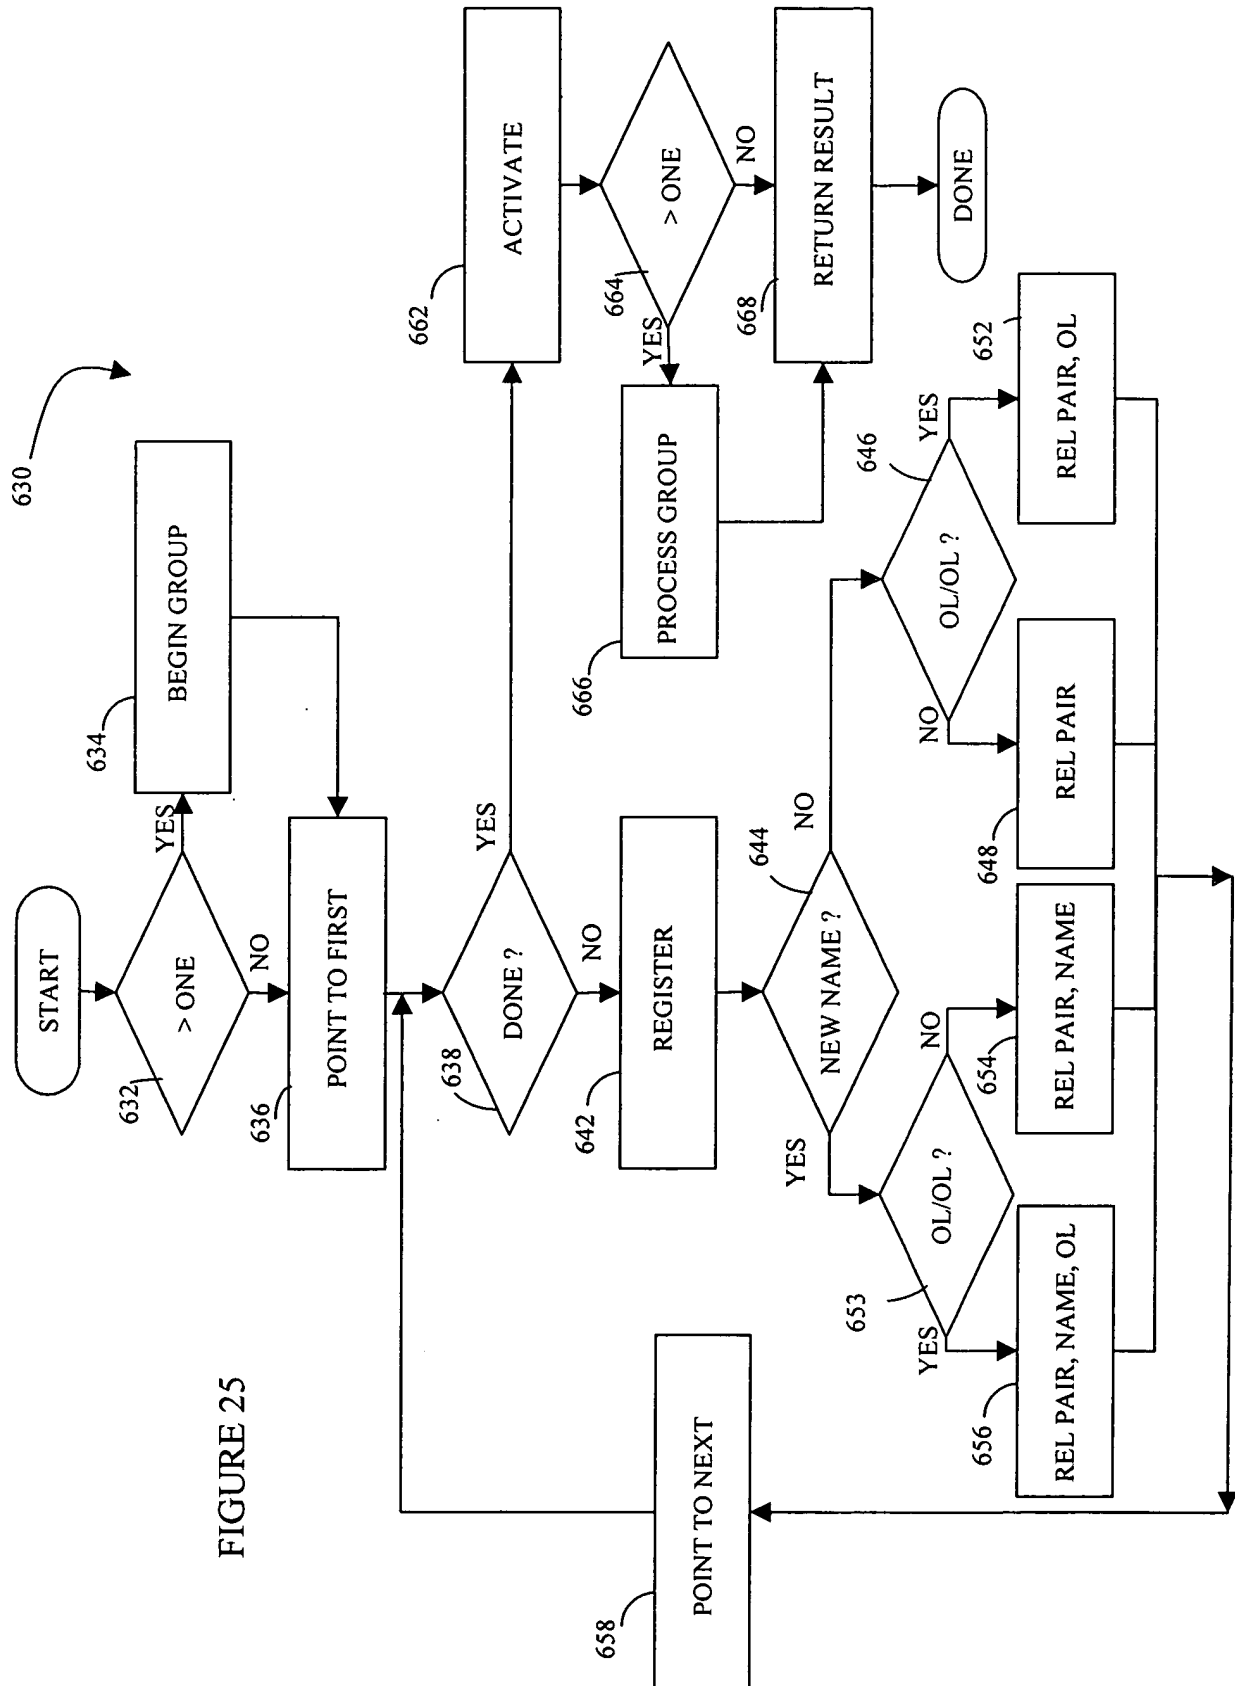 FIGURE 25
630
START
632
> ONE
YES
NO
634
BEGIN GROUP
636
POINT TO FIRST
638
DONE ?
YES
NO
642
REGISTER
644
NEW NAME ?
YES
NO
653
OL/OL ?
YES
NO
646
OL/OL ?
NO
YES
656
REL PAIR, NAME, OL
654
REL PAIR, NAME
648
REL PAIR
652
REL PAIR, OL
658
POINT TO NEXT
662
ACTIVATE
664
> ONE
YES
NO
666
PROCESS GROUP
668
RETURN RESULT
DONE